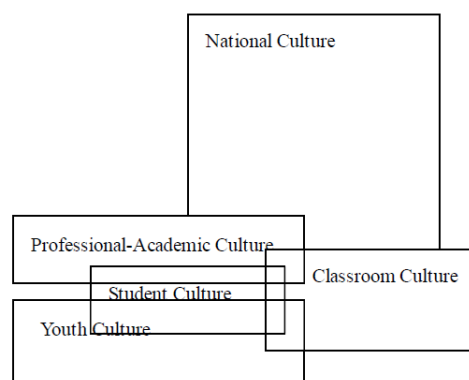 National Culture
Professional-Academic Culture
Classroom Culture
Student Culture
Youth Culture